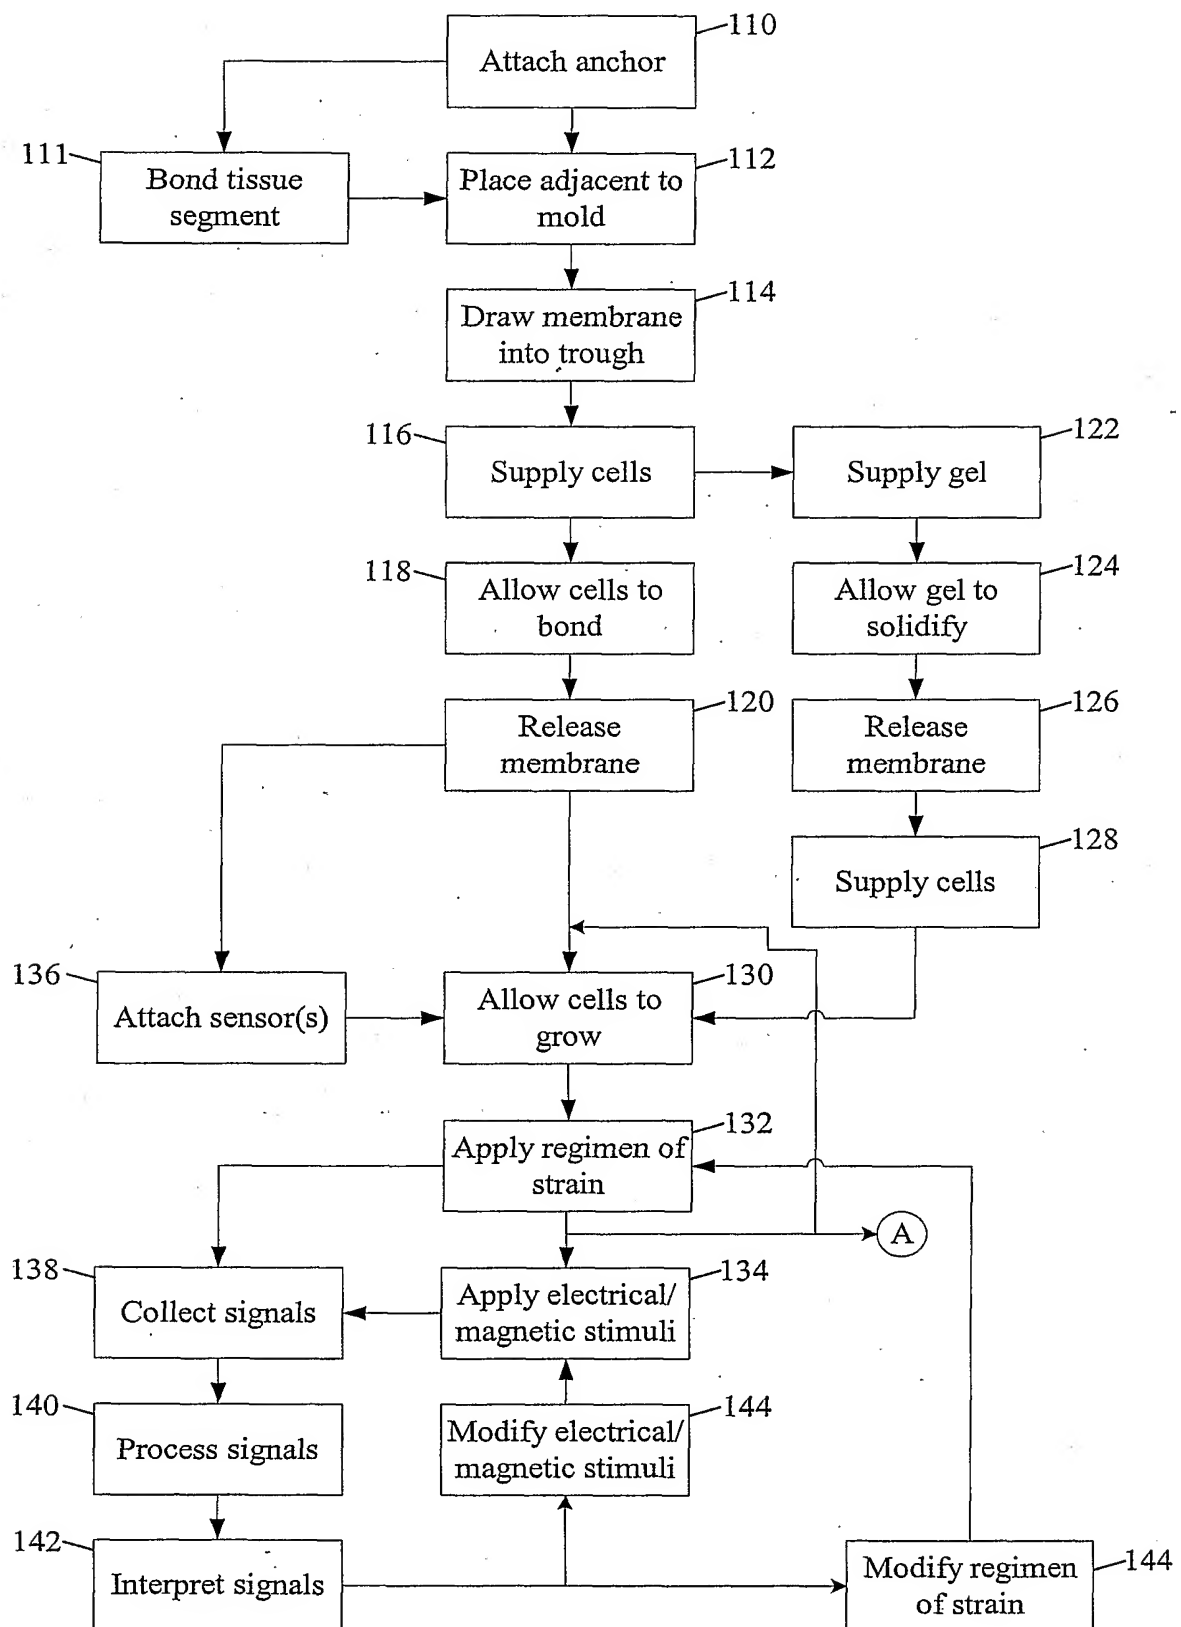 110
Attach anchor
111
Bond tissue
segment
112
Place adjacent to
mold
114
Draw membrane
into trough
116
Supply cells
122
Supply gel
118
Allow cells to
bond
124
Allow gel to
solidify
120
Release
membrane
126
Release
membrane
128
Supply cells
136
Attach sensor(s)
130
Allow cells to
grow
132
Apply regimen of
strain
A
138
Collect signals
134
Apply electrical/
magnetic stimuli
140
Process signals
144
Modify electrical/
magnetic stimuli
142
Interpret signals
144
Modify regimen
of strain